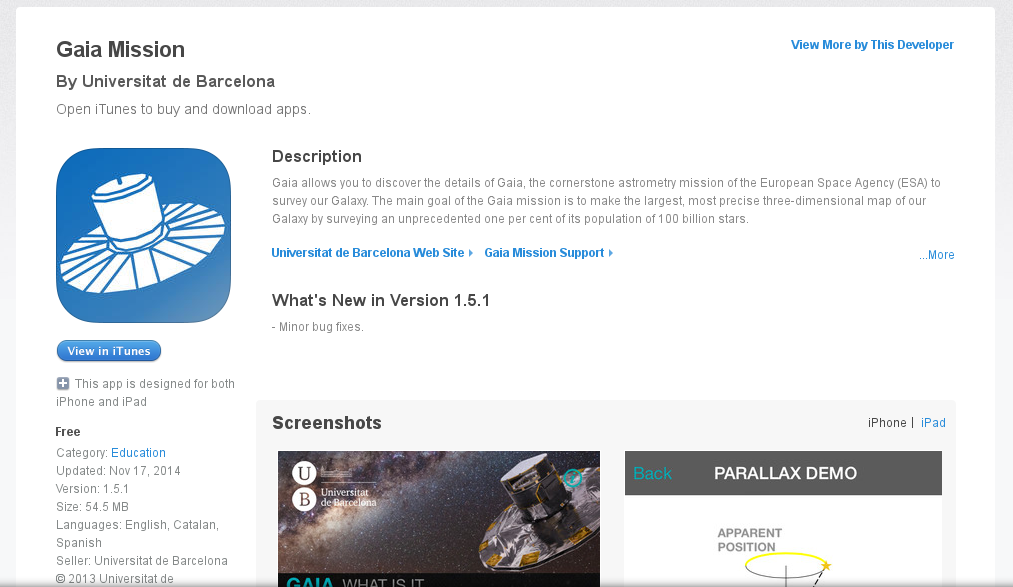 Gaia Mission
View More by This Developer
By Universitat de Barcelona
Open iTunes to buy and download apps.
Description
Gaia allows you to discover the details of Gaia, the cornerstone astrometry mission of the European Space Agency (ESA) to
survey our Galaxy. The main goal of the Gaia mission is to make the largest, most precise three-dimensional map of our
Galaxy by surveying an unprecedented one per cent of its population of 100 billion stars.
Universitat de Barcelona Web Site
Gaia Mission Support
...More
What's New in Version 1.5.1
- Minor bug fixes.
View in iTunes
This app is designed for both
iPhone and iPad
Free
Category: Education
Updated: Nov 17, 2014
Version: 1.5.1
Size: 54.5 MB
Languages: English, Catalan,
Spanish
Seller: Universitat de Barcelona
© 2013 Universitat de
Screenshots
iPhone | iPad
U
B
Universitat
de Barcelona
GAIA WHAT IS IT
Back
PARALLAX DEMO
APPARENT
POSITION